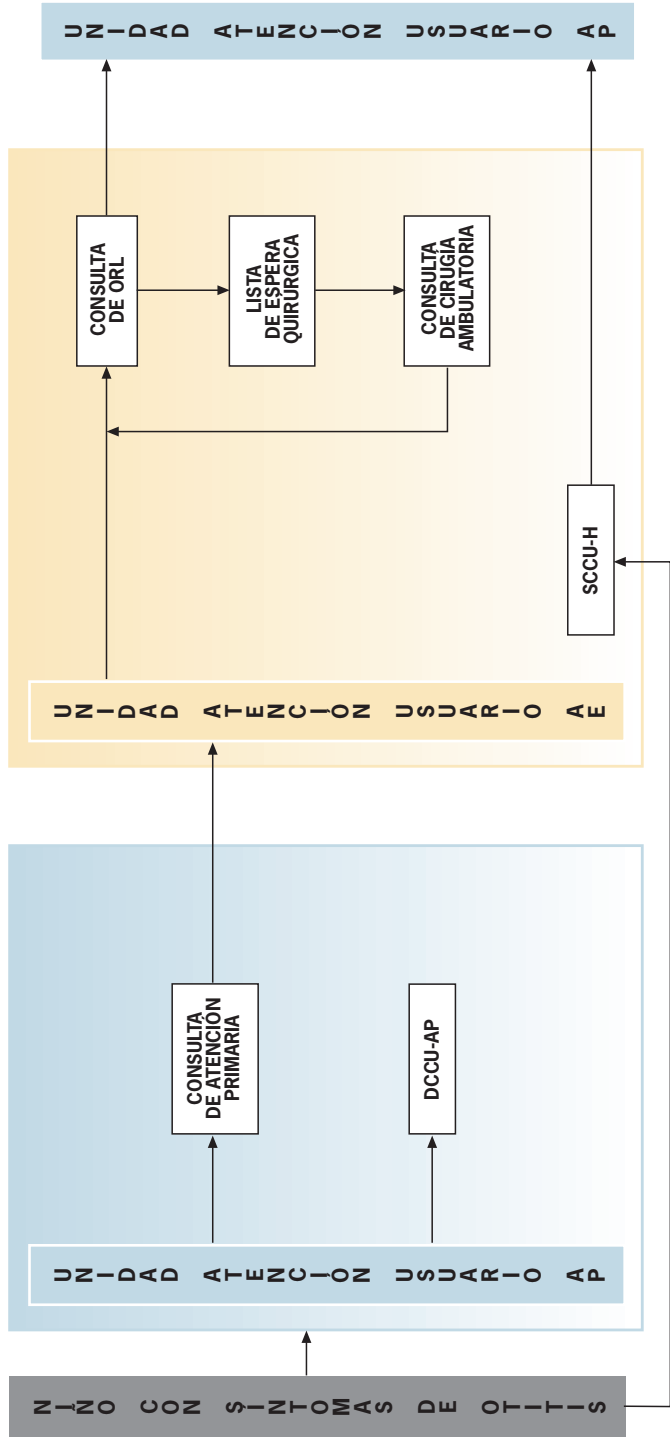 NIÑO CON SÍNTOMAS DE OTITIS
UNIDAD ATENCIÓN USUARIO AP
CONSULTA
DE ATENCIÓN
PRIMARIA
DCCU-AP
UNIDAD ATENCIÓN USUARIO AE
CONSULTA
DE ORL
LISTA
DE ESPERA
QUIRÚRGICA
CONSULTA
DE CIRUGÍA
AMBULATORIA
SCCU-H
UNIDAD ATENCIÓN USUARIO AP